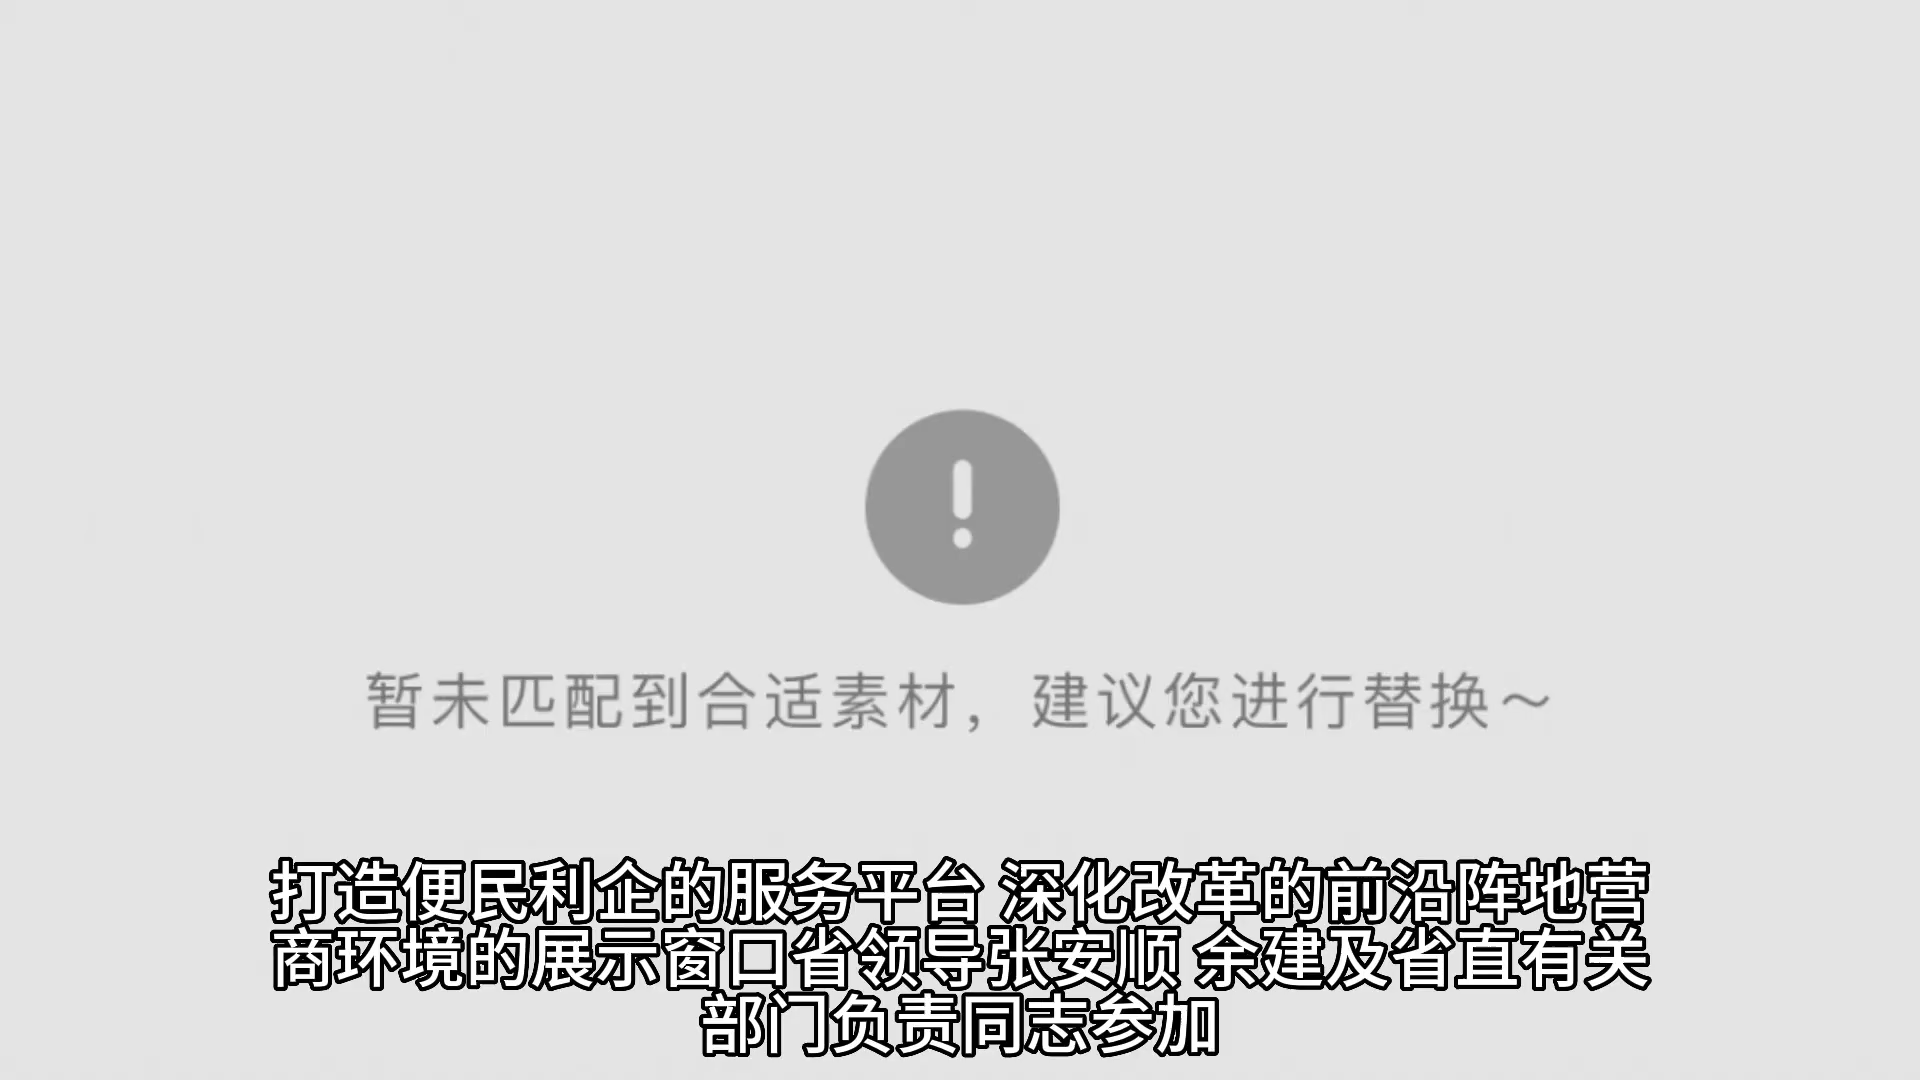 暂未匹配到合适素材，建议您进行替换～
打造便民利企的服务平台 深化改革的前沿阵地营
商环境的展示窗口省领导张安顺 余建及省直有关
部门负责同志参加